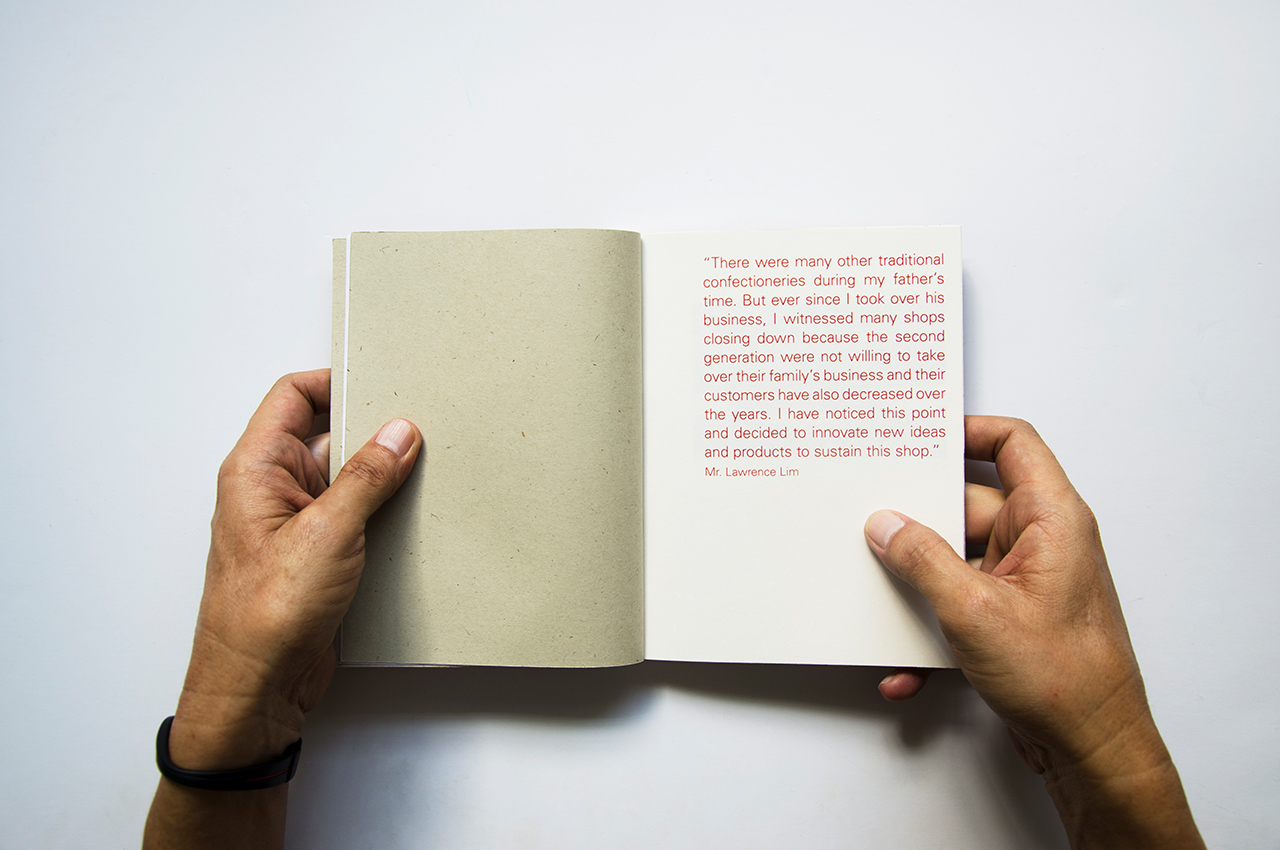 “There were many other traditional
confectioneries during my father’s
time. But ever since I took over his
business, I witnessed many shops
closing down because the second
generation were not willing to take
over their family’s business and their
customers have also decreased over
the years. I have noticed this point
and decided to innovate new ideas
and products to sustain this shop.”
Mr. Lawrence Lim